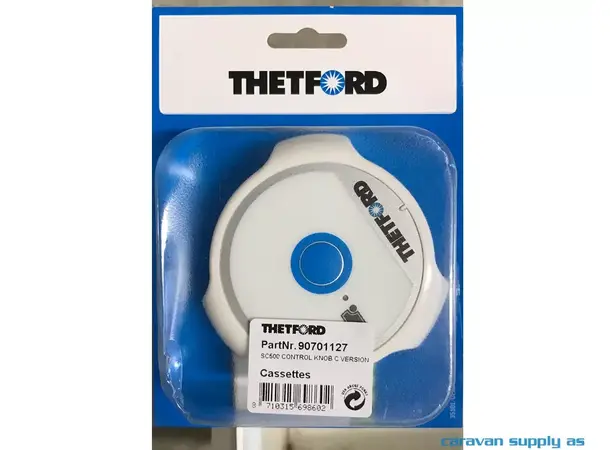 THETFORD
THETFORD
THETFORD
PartNr. 90701127
SC500 CONTROL KNOB C VERSION
Cassettes
8 710315 698602
caravan supply as